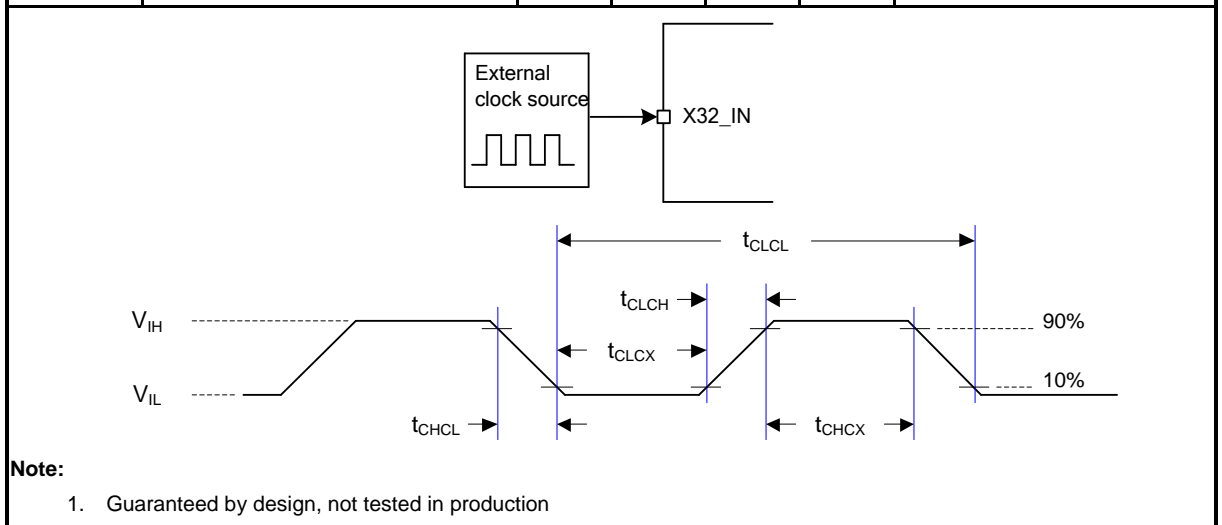 External
clock source
X32_IN
tCLCL
tCLCH
VIH
90%
tCLCX
VIL
10%
tCHCL
tCHCX
Note:
1. Guaranteed by design, not tested in production